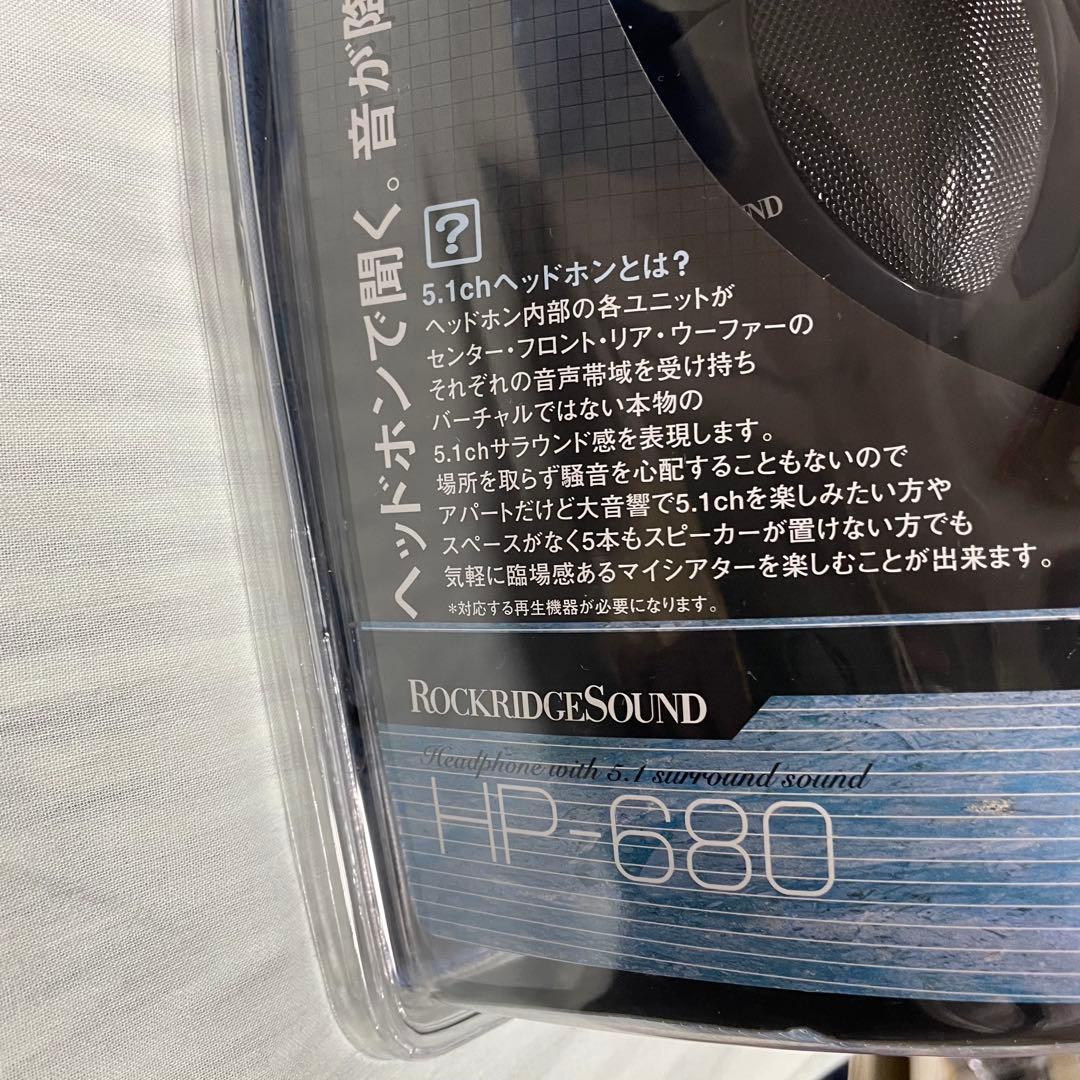 ヘッドホンで聞く。音が降
?
5.1chヘッドホンとは?
ヘッドホン内部の各ユニットが
センター・フロント・リア・ウーファーの
それぞれの音声帯域を受け持ち
バーチャルではない本物の
5.1chサラウンド感を表現します。
場所を取らず騒音を心配することもないので
アパートだけど大音響で5.1chを楽しみたい方や
スペースがなく5本もスピーカーが置けない方でも
気軽に臨場感あるマイシアターを楽しむことが出来ます。
*対応する再生機器が必要になります。
ROCKRIDGESOUND
Headphone with 5.1 surround sound
HP-680